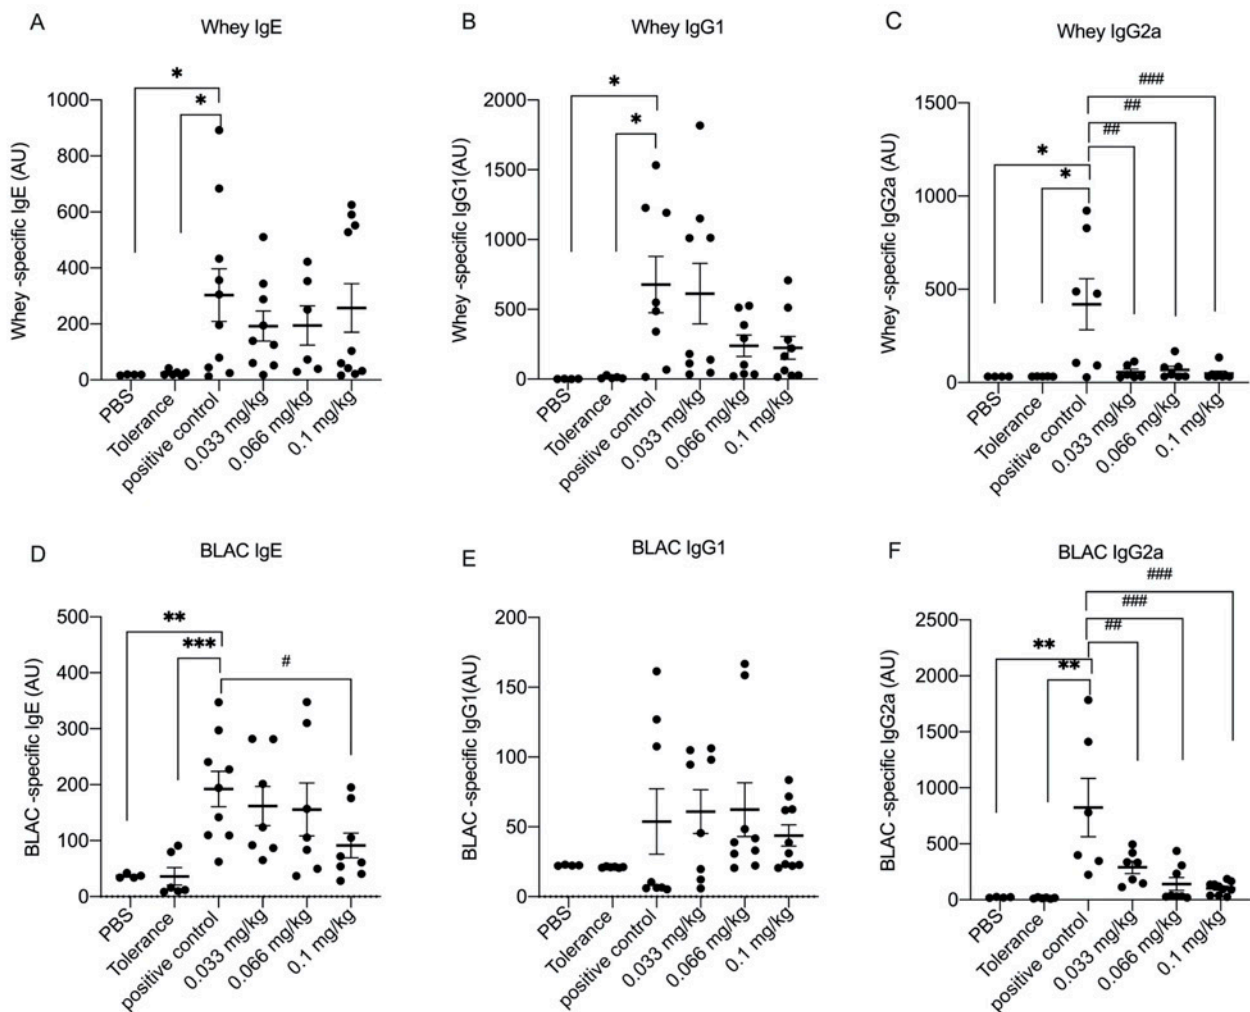 A
Whey IgE
*
*
Whey -specific IgE (AU)
1000
800
600
400
200
0
PBS
Tolerance
positive control
0.033 mg/kg
0.066 mg/kg
0.1 mg/kg
B
Whey IgG1
*
*
Whey -specific IgG1(AU)
2000
1500
1000
500
0
PBS
Tolerance
positive control
0.033 mg/kg
0.066 mg/kg
0.1 mg/kg
C
Whey IgG2a
###
##
##
*
*
Whey -specific IgG2a (AU)
1500
1000
500
0
PBS
Tolerance
positive control
0.033 mg/kg
0.066 mg/kg
0.1 mg/kg
D
BLAC IgE
**
***
#
BLAC -specific IgE (AU)
500
400
300
200
100
0
PBS
Tolerance
positive control
0.033 mg/kg
0.066 mg/kg
0.1 mg/kg
E
BLAC IgG1
BLAC -specific IgG1(AU)
200
150
100
50
0
PBS
Tolerance
positive control
0.033 mg/kg
0.066 mg/kg
0.1 mg/kg
F
BLAC IgG2a
###
###
##
**
**
BLAC -specific IgG2a (AU)
2500
2000
1500
1000
500
0
PBS
Tolerance
positive control
0.033 mg/kg
0.066 mg/kg
0.1 mg/kg